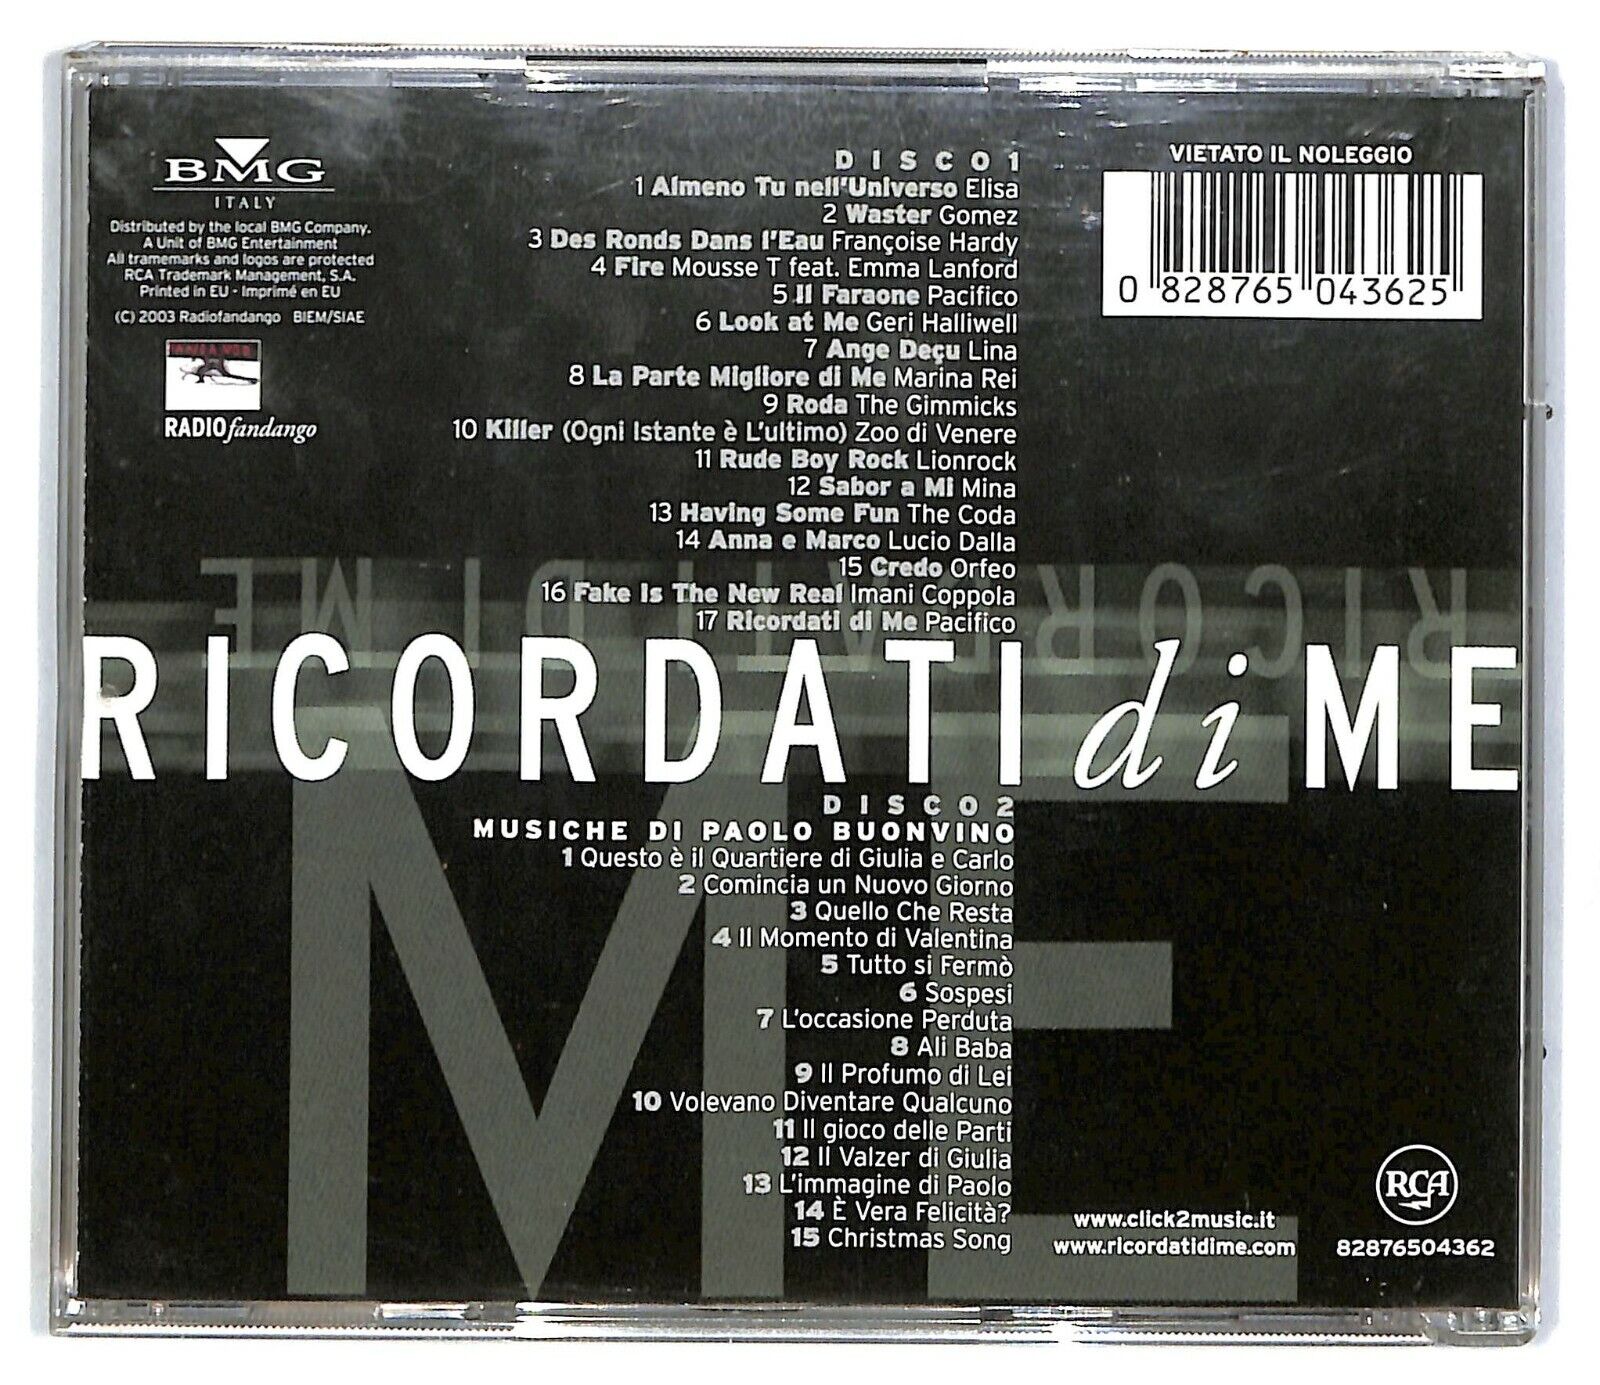 BMG
ITALY
Distributed by the local BMG Company.
A Unit of BMG Entertainment
All tramemarks and logos are protected
RCA Trademark Management, S.A.
Printed in EU - Imprimé en EU
(C) 2003 Radiofandango BIEM/SIAE
RADIOfandango
DISCO 1
1 Almeno Tu nell'Universo Elisa
2 Waster Gomez
3 Des Ronds Dans l'Eau Françoise Hardy
4 Fire Mousse T feat. Emma Lanford
5 Il Faraone Pacifico
6 Look at Me Geri Halliwell
7 Ange Deçu Lina
8 La Parte Migliore di Me Marina Rei
9 Roda The Gimmicks
10 Killer (Ogni Istante è L'ultimo) Zoo di Venere
11 Rude Boy Rock Lionrock
12 Sabor a Mi Mina
13 Having Some Fun The Coda
14 Anna e Marco Lucio Dalla
15 Credo Orfeo
16 Fake Is The New Real Imani Coppola
17 Ricordati di Me Pacifico
VIETATO IL NOLEGGIO
0 828765 043625
RICORDATI DI ME
RICORDATI di ME
ME
DISCO 2
MUSICHE DI PAOLO BUONVINO
1 Questo è il Quartiere di Giulia e Carlo
2 Comincia un Nuovo Giorno
3 Quello Che Resta
4 Il Momento di Valentina
5 Tutto si Fermò
6 Sospesi
7 L'occasione Perduta
8 Ali Baba
9 Il Profumo di Lei
10 Volevano Diventare Qualcuno
11 Il gioco delle Parti
12 Il Valzer di Giulia
13 L'immagine di Paolo
14 È Vera Felicità?
15 Christmas Song
www.click2music.it
www.ricordatidime.com
RCA
82876504362